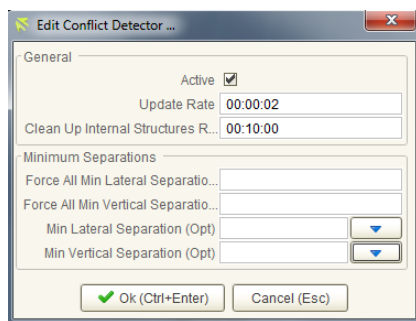 Edit Conflict Detector ...
General
Active
Update Rate 00:00:02
Clean Up Internal Structures R... 00:10:00
Minimum Separations
Force All Min Lateral Separatio...
Force All Min Vertical Separatio...
Min Lateral Separation (Opt)
Min Vertical Separation (Opt)
Ok (Ctrl+Enter) Cancel (Esc)